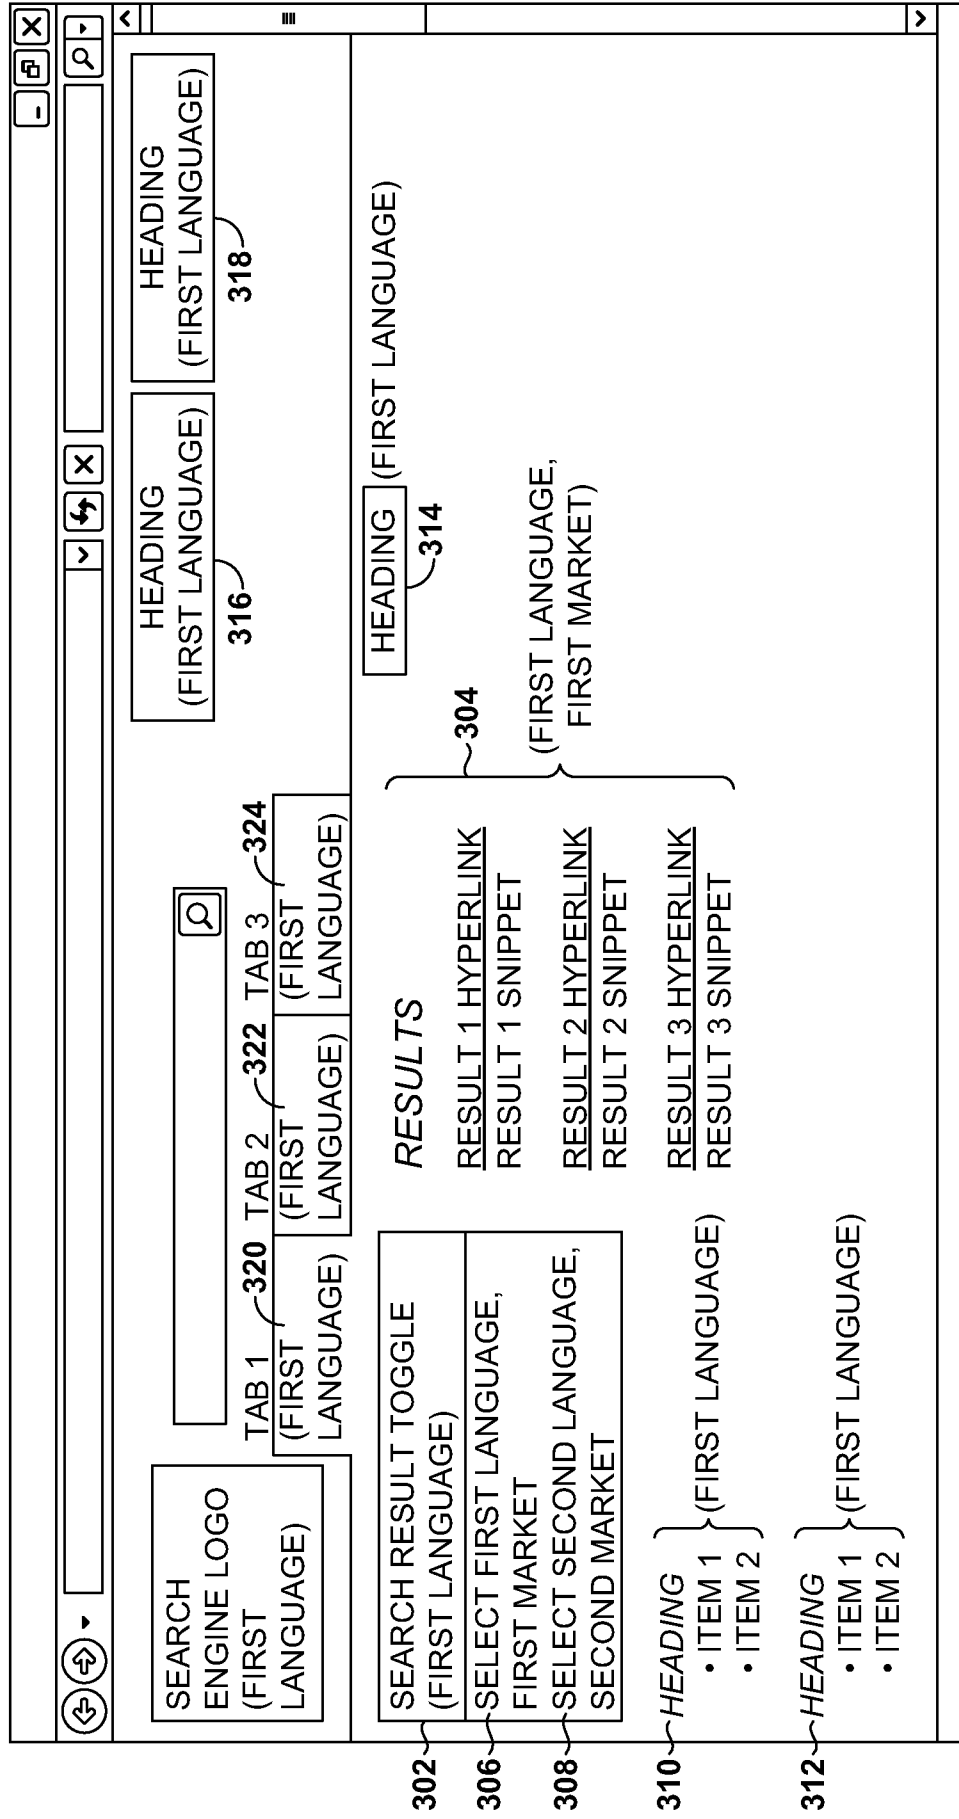 SEARCH
ENGINE LOGO
(FIRST
LANGUAGE)
TAB 1
320
(FIRST
LANGUAGE)
TAB 2
322
(FIRST
LANGUAGE)
TAB 3
324
(FIRST
LANGUAGE)
HEADING
(FIRST LANGUAGE)
316
HEADING
(FIRST LANGUAGE)
318
302
SEARCH RESULT TOGGLE
(FIRST LANGUAGE)
306
SELECT FIRST LANGUAGE,
FIRST MARKET
308
SELECT SECOND LANGUAGE,
SECOND MARKET
310
HEADING
• ITEM 1
• ITEM 2
(FIRST LANGUAGE)
312
HEADING
• ITEM 1
• ITEM 2
(FIRST LANGUAGE)
RESULTS
RESULT 1 HYPERLINK
RESULT 1 SNIPPET
RESULT 2 HYPERLINK
RESULT 2 SNIPPET
RESULT 3 HYPERLINK
RESULT 3 SNIPPET
304
(FIRST LANGUAGE,
FIRST MARKET)
HEADING
(FIRST LANGUAGE)
314